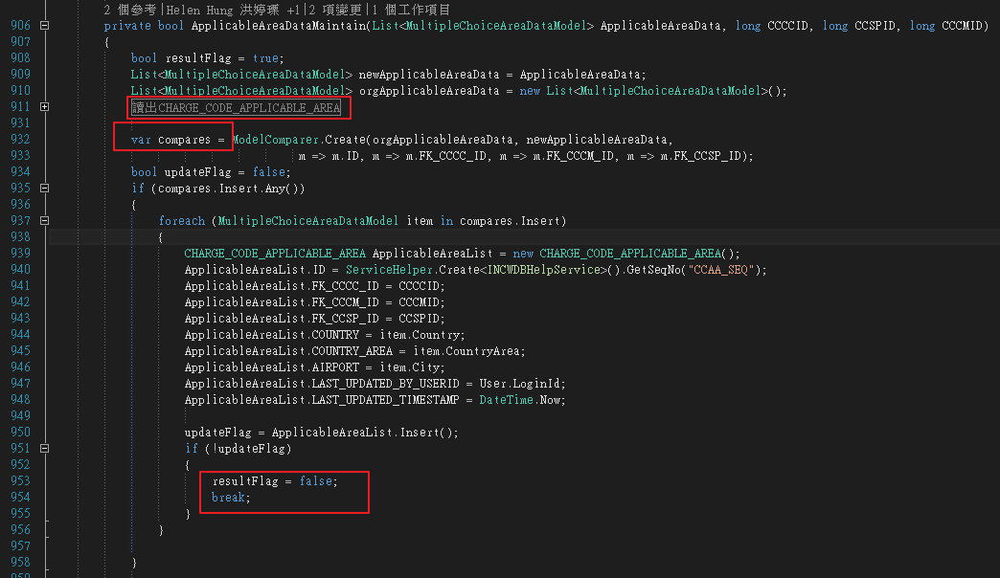 2 個參考|Helen Hung 洪婷瑮 +1|2 項變更|1 個工作項目
906 private bool ApplicableAreaDataMaintain(List<MultipleChoiceAreaDataModel> ApplicableAreaData, long CCCCID, long CCSPID, long CCCMID)
907 {
908 bool resultFlag = true;
909 List<MultipleChoiceAreaDataModel> newApplicableAreaData = ApplicableAreaData;
910 List<MultipleChoiceAreaDataModel> orgApplicableAreaData = new List<MultipleChoiceAreaDataModel>();
911 讀出CHARGE_CODE_APPLICABLE_AREA
931
932 var compares = ModelComparer.Create(orgApplicableAreaData, newApplicableAreaData,
933 m => m.ID, m => m.FK_CCCC_ID, m => m.FK_CCCM_ID, m => m.FK_CCSP_ID);
934 bool updateFlag = false;
935 if (compares.Insert.Any())
936 {
937 foreach (MultipleChoiceAreaDataModel item in compares.Insert)
938 {
939 CHARGE_CODE_APPLICABLE_AREA ApplicableAreaList = new CHARGE_CODE_APPLICABLE_AREA();
940 ApplicableAreaList.ID = ServiceHelper.Create<INCWDBHelpService>().GetSeqNo("CCAA_SEQ");
941 ApplicableAreaList.FK_CCCC_ID = CCCCID;
942 ApplicableAreaList.FK_CCCM_ID = CCCMID;
943 ApplicableAreaList.FK_CCSP_ID = CCSPID;
944 ApplicableAreaList.COUNTRY = item.Country;
945 ApplicableAreaList.COUNTRY_AREA = item.CountryArea;
946 ApplicableAreaList.AIRPORT = item.City;
947 ApplicableAreaList.LAST_UPDATED_BY_USERID = User.LoginId;
948 ApplicableAreaList.LAST_UPDATED_TIMESTAMP = DateTime.Now;
949
950 updateFlag = ApplicableAreaList.Insert();
951 if (!updateFlag)
952 {
953 resultFlag = false;
954 break;
955 }
956 }
957
958 }
959